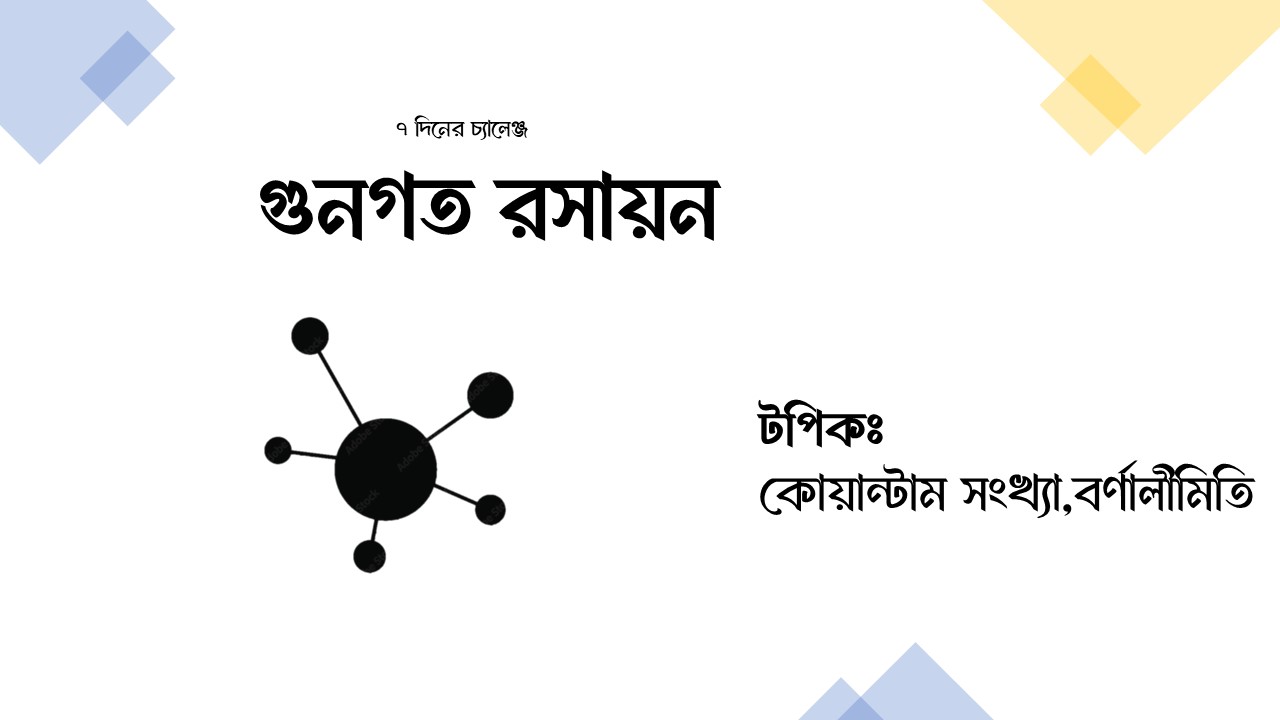 ৭ দিনের চ্যালেঞ্জ
গুনগত রসায়ন
টপিকঃ
কোয়ান্টাম সংখ্যা,বর্ণালীমিতি